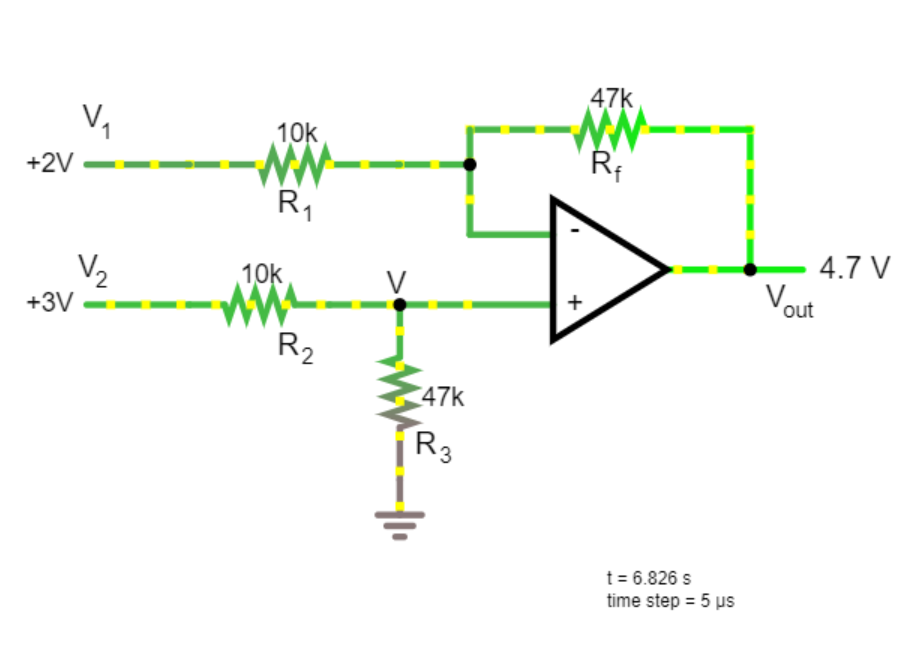 47k
V1
10k
Rf
+2V
R1
-
V2
10k
V
4.7 V
+3V
+
Vout
R2
47k
R3
t = 6.826 s
time step = 5 μs